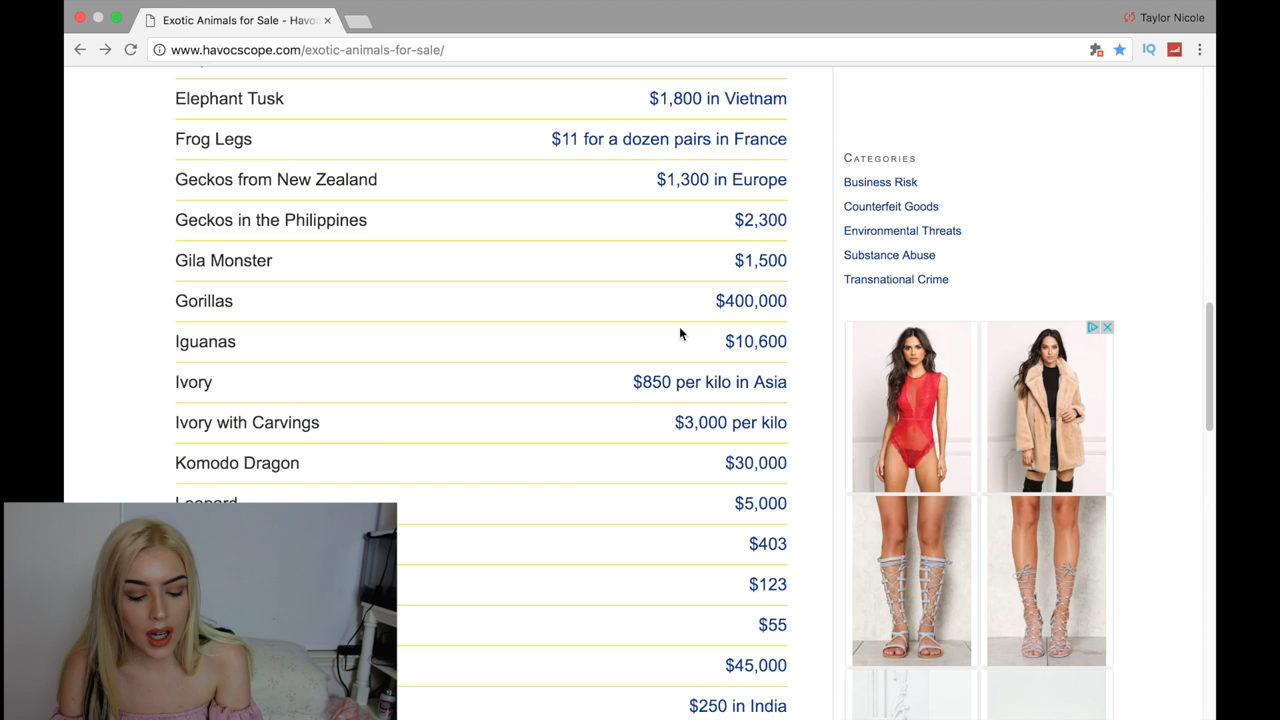 Exotic Animals for Sale - Havoc
Taylor Nicole
www.havocscope.com/exotic-animals-for-sale/
IQ
Elephant Tusk $1,800 in Vietnam
Frog Legs $11 for a dozen pairs in France
Geckos from New Zealand $1,300 in Europe
Geckos in the Philippines $2,300
Gila Monster $1,500
Gorillas $400,000
Iguanas $10,600
Ivory $850 per kilo in Asia
Ivory with Carvings $3,000 per kilo
Komodo Dragon $30,000
Leopard $5,000
$403
$123
$55
$45,000
$250 in India
Categories
Business Risk
Counterfeit Goods
Environmental Threats
Substance Abuse
Transnational Crime